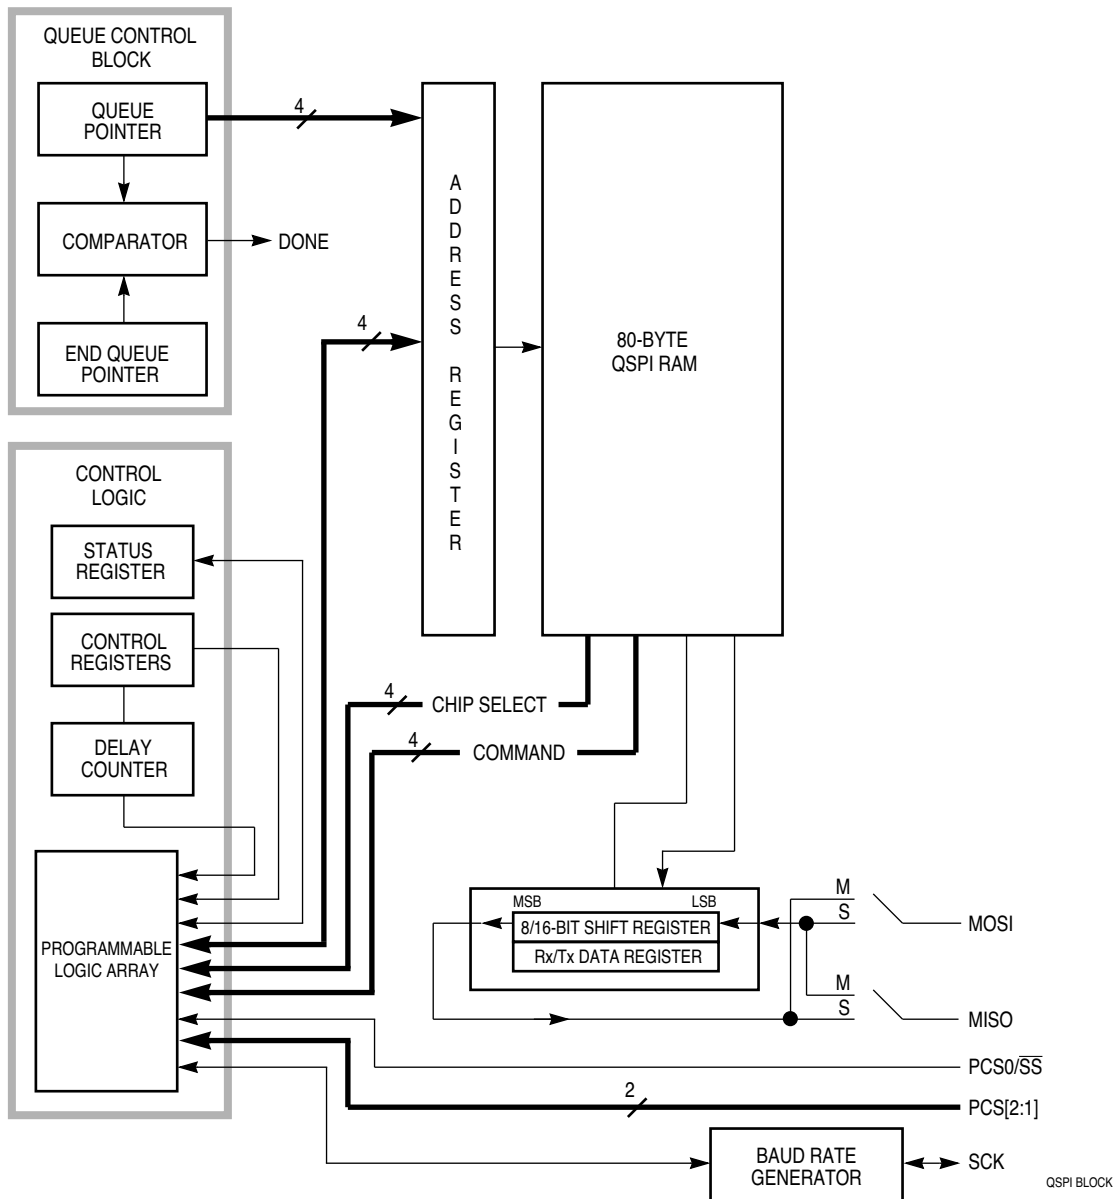 QUEUE CONTROL
BLOCK
QUEUE
POINTER
4
COMPARATOR
DONE
END QUEUE
POINTER
4
ADDRESS REGISTER
80-BYTE
QSPI RAM
CONTROL
LOGIC
STATUS
REGISTER
CONTROL
REGISTERS
DELAY
COUNTER
4
CHIP SELECT
4
COMMAND
PROGRAMMABLE
LOGIC ARRAY
MSB
LSB
8/16-BIT SHIFT REGISTER
Rx/Tx DATA REGISTER
M
S
MOSI
M
S
MISO
PCS0/S̅S̅
2
PCS[2:1]
BAUD RATE
GENERATOR
SCK
QSPI BLOCK